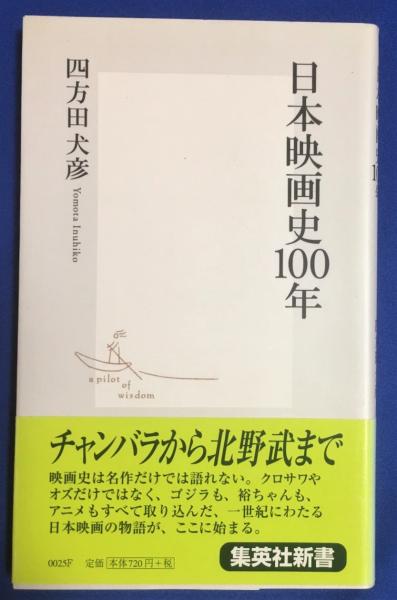 日本映画史100年
四方田犬彦
Yomota Inuhiko
a pilot
of
wisdom
チャンバラから北野武まで
映画史は名作だけでは語れない。クロサワや
オズだけではなく、ゴジラも、裕ちゃんも、
アニメもすべて取り込んだ、一世紀にわたる
日本映画の物語が、ここに始まる。
0025F 定価 本体720円+税
集英社新書